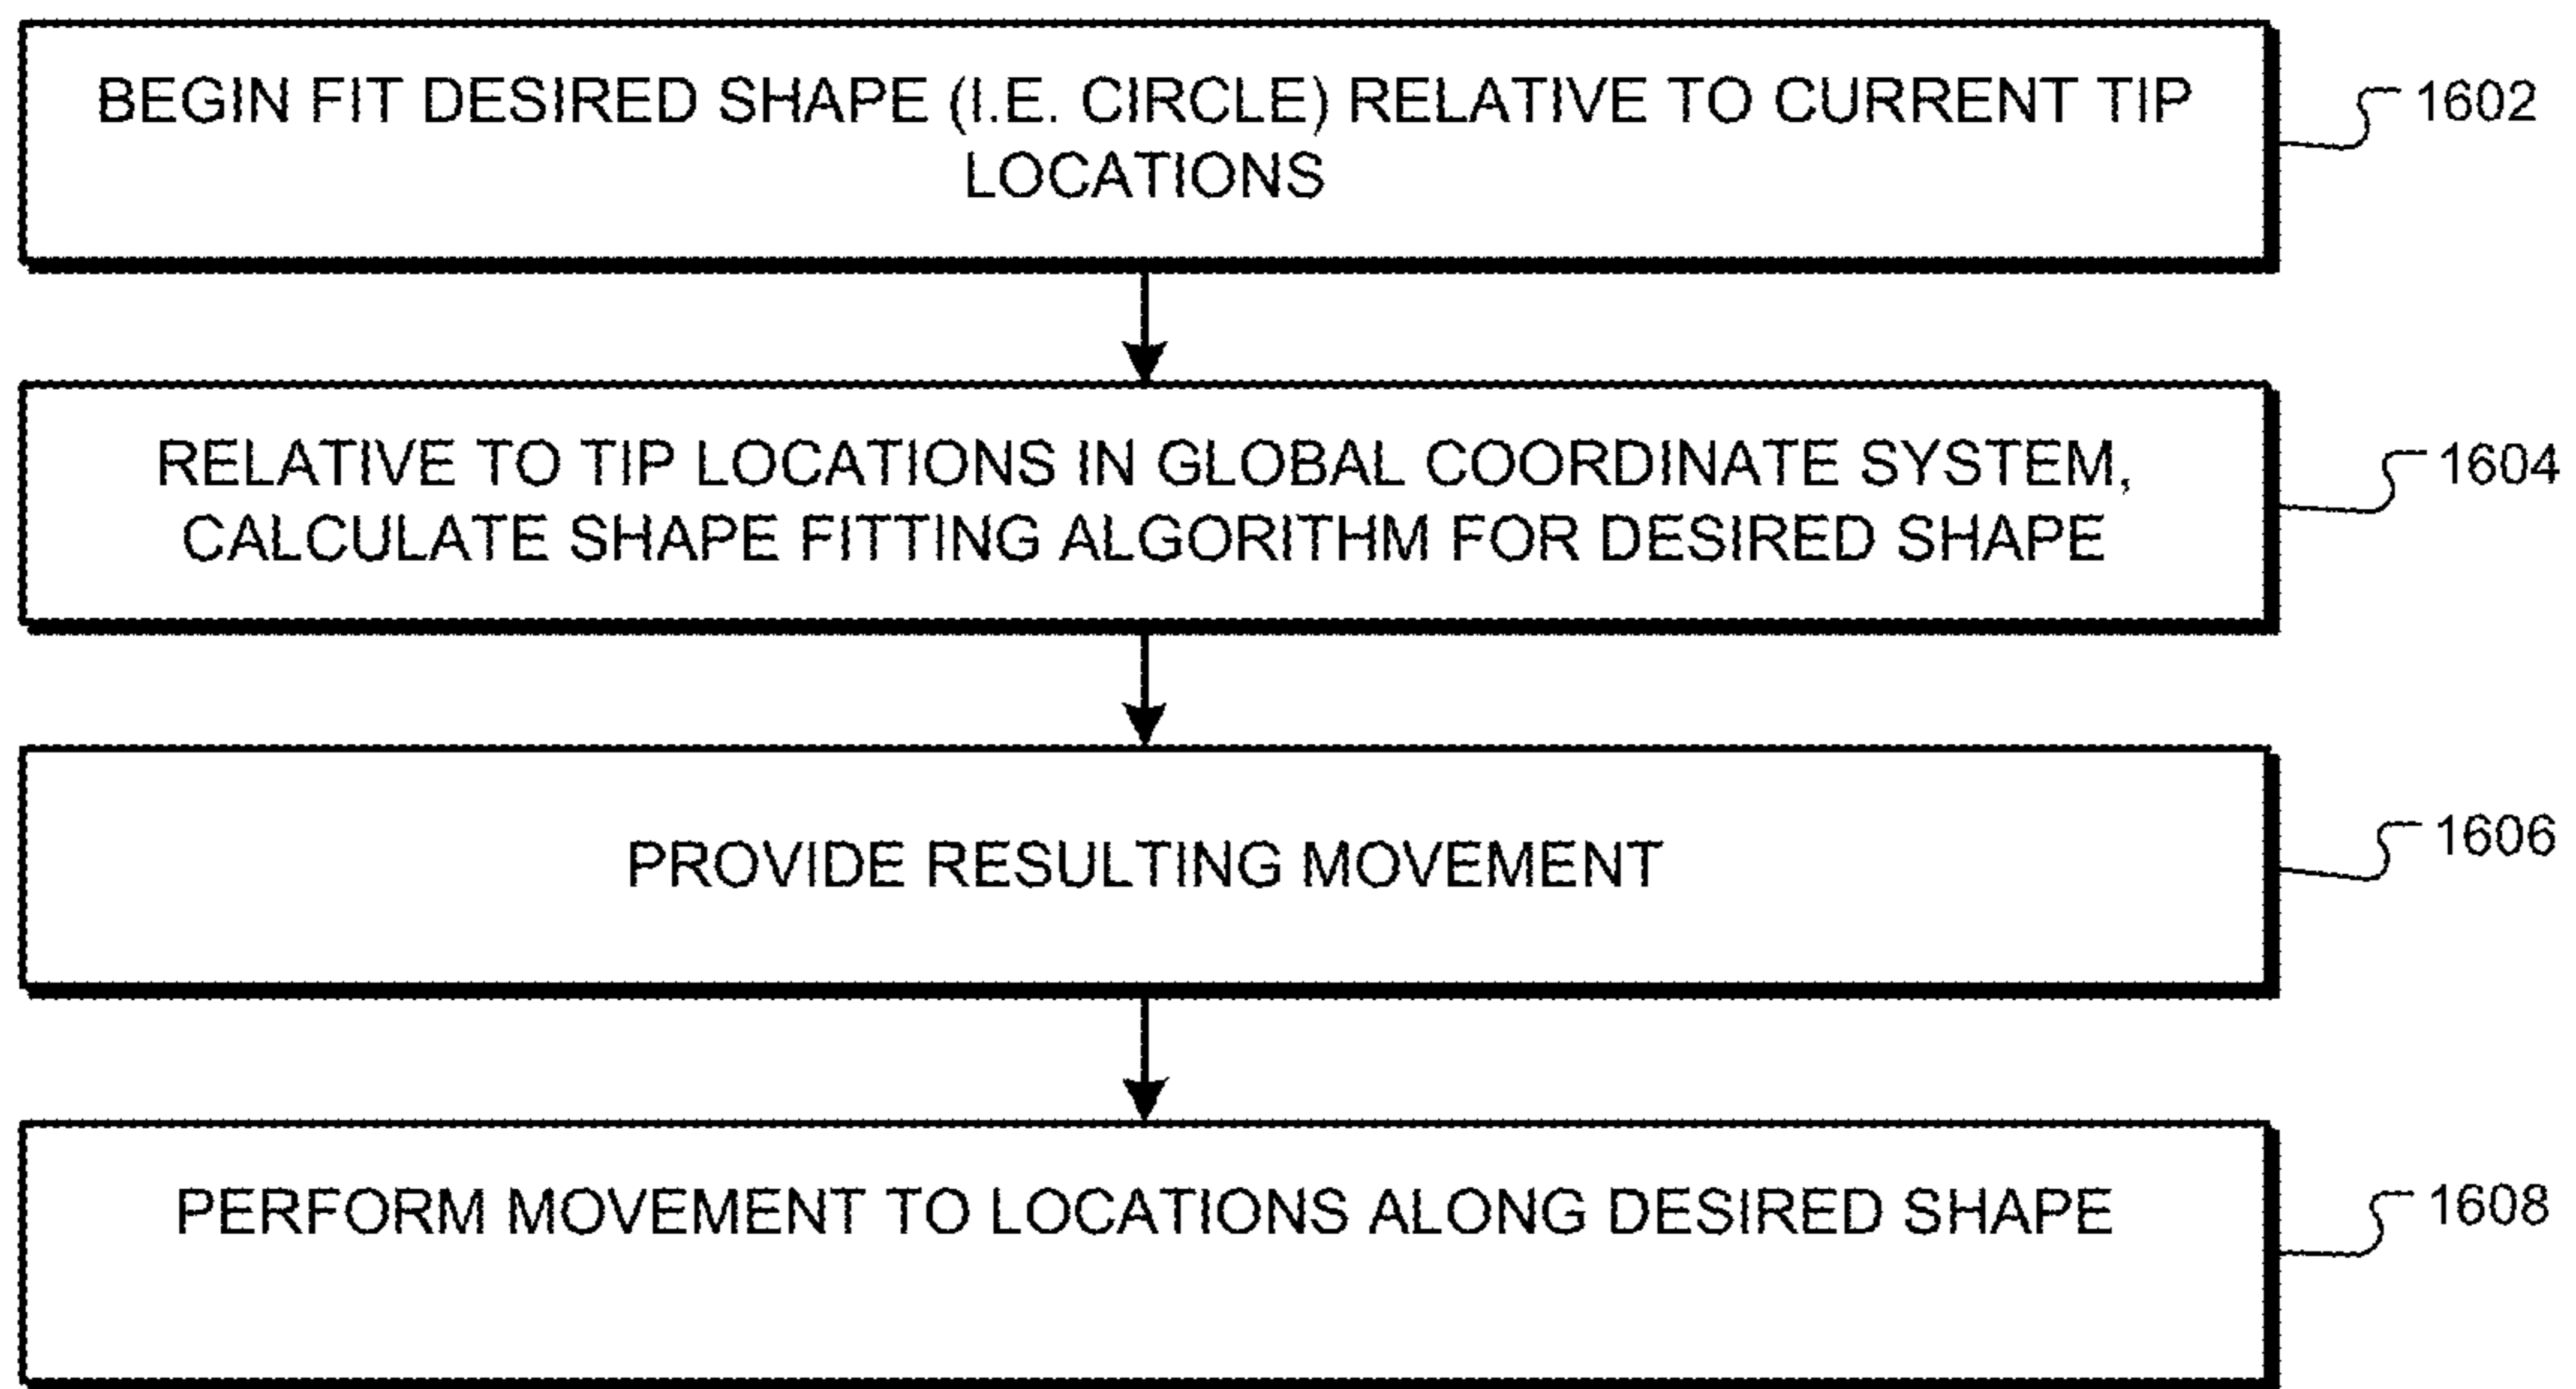 BEGIN FIT DESIRED SHAPE (I.E. CIRCLE) RELATIVE TO CURRENT TIP
LOCATIONS
1602
RELATIVE TO TIP LOCATIONS IN GLOBAL COORDINATE SYSTEM,
CALCULATE SHAPE FITTING ALGORITHM FOR DESIRED SHAPE
1604
PROVIDE RESULTING MOVEMENT
1606
PERFORM MOVEMENT TO LOCATIONS ALONG DESIRED SHAPE
1608